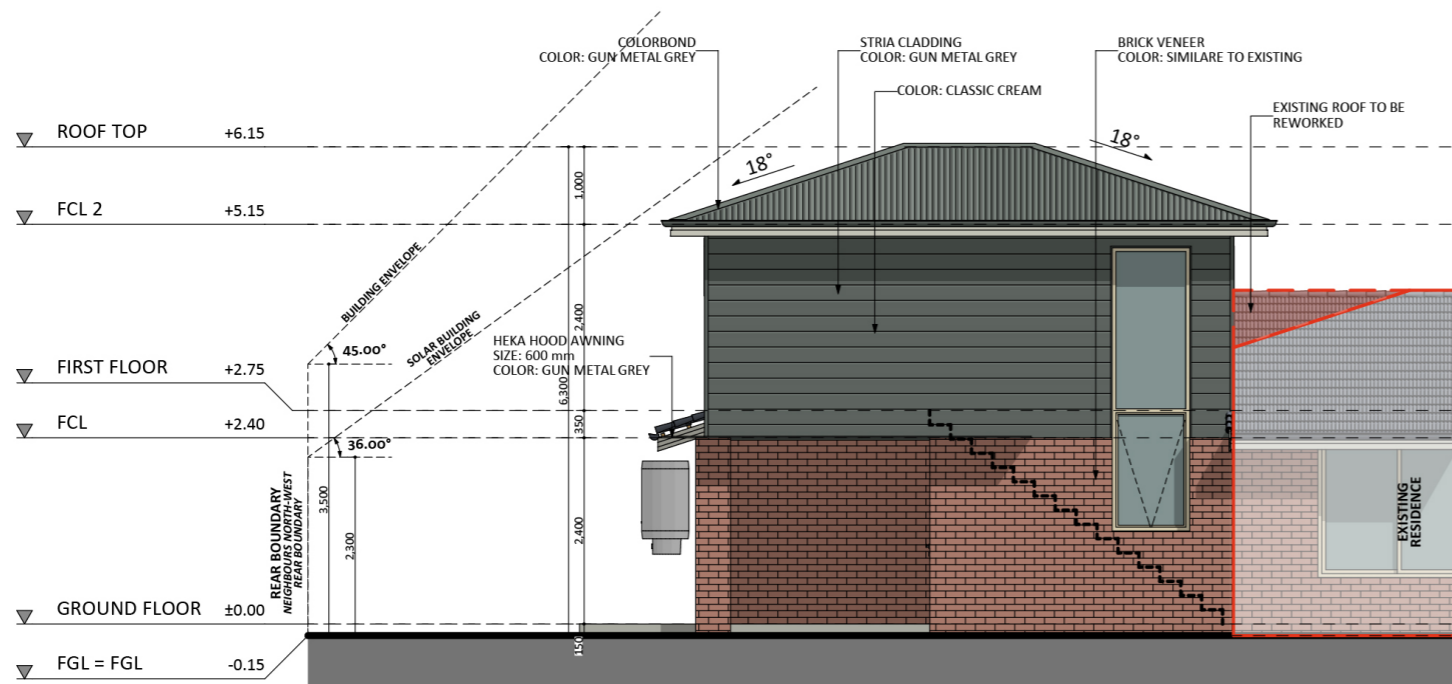 COLORBOND
COLOR: GUN METAL GREY
STRIA CLADDING
COLOR: GUN METAL GREY
BRICK VENEER
COLOR: SIMILARE TO EXISTING
COLOR: CLASSIC CREAM
EXISTING ROOF TO BE
REWORKED
ROOF TOP +6.15
18°
18°
1,000
FCL 2 +5.15
BUILDING ENVELOPE
45.00°
SOLAR BUILDING
ENVELOPE
2,400
HEKA HOOD AWNING
SIZE: 600 mm
COLOR: GUN METAL GREY
FIRST FLOOR +2.75
6,300
350
FCL +2.40
36.00°
REAR BOUNDARY
NEIGHBOURS NORTH-WEST
REAR BOUNDARY
3,500
2,300
2,400
EXISTING
RESIDENCE
GROUND FLOOR ±0.00
150
FGL = FGL -0.15